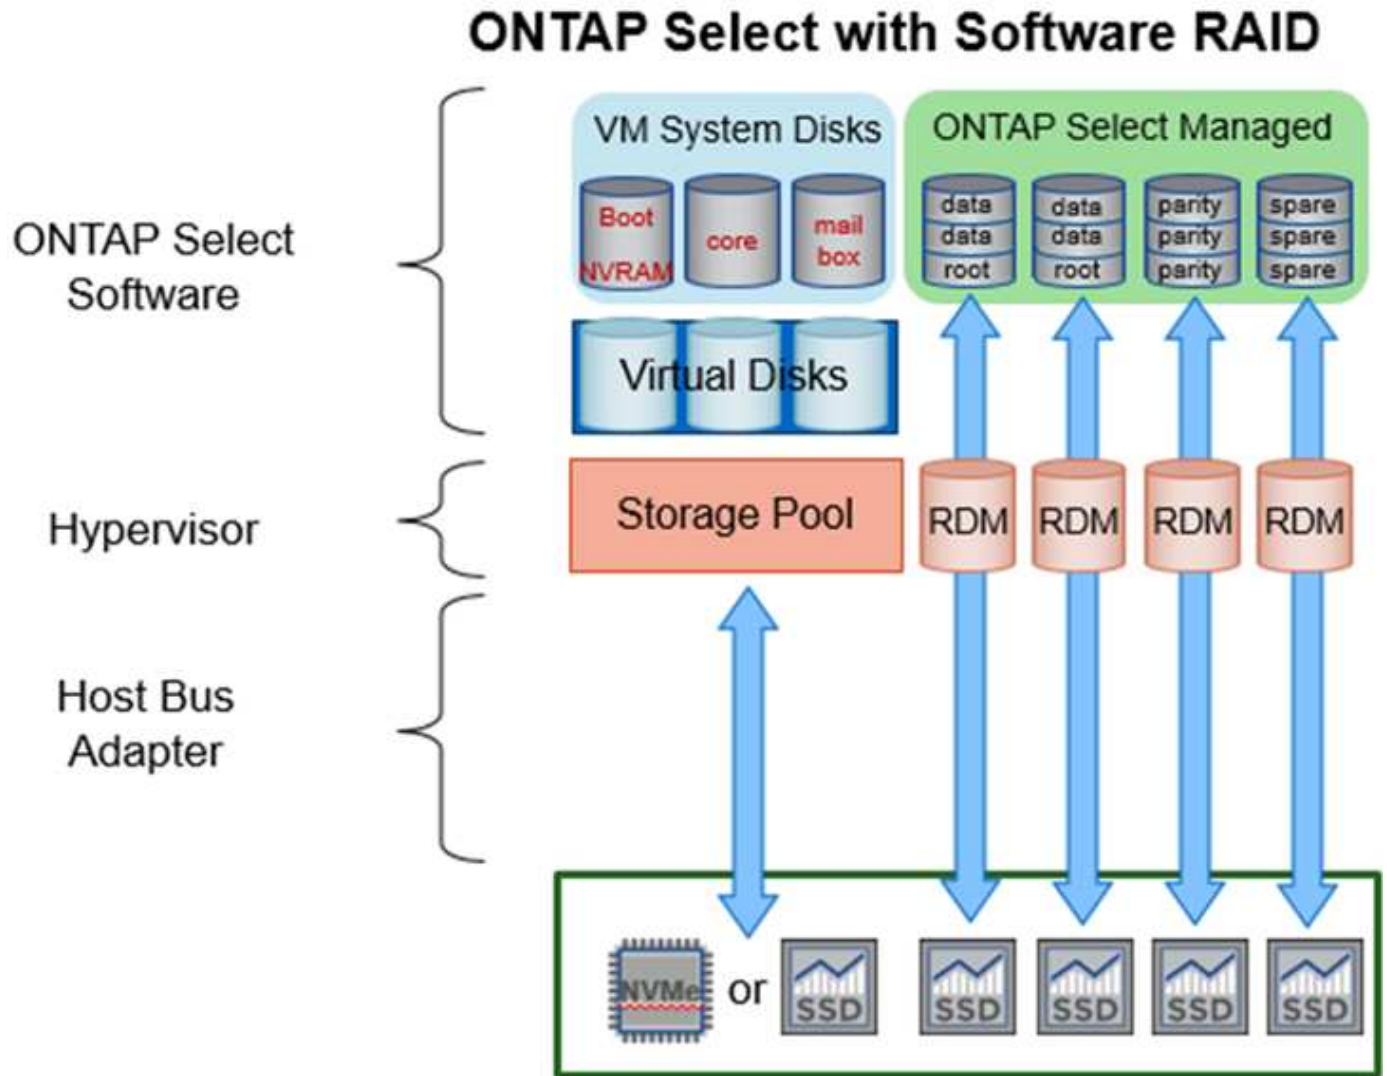 ONTAP Select with Software RAID
ONTAP Select
Software
VM System Disks
Boot
NVRAM
core
mail
box
ONTAP Select Managed
data
data
root
data
data
root
parity
parity
parity
spare
spare
spare
Virtual Disks
Hypervisor
Storage Pool
RDM
RDM
RDM
RDM
Host Bus
Adapter
NVMe
or
SSD
SSD
SSD
SSD
SSD